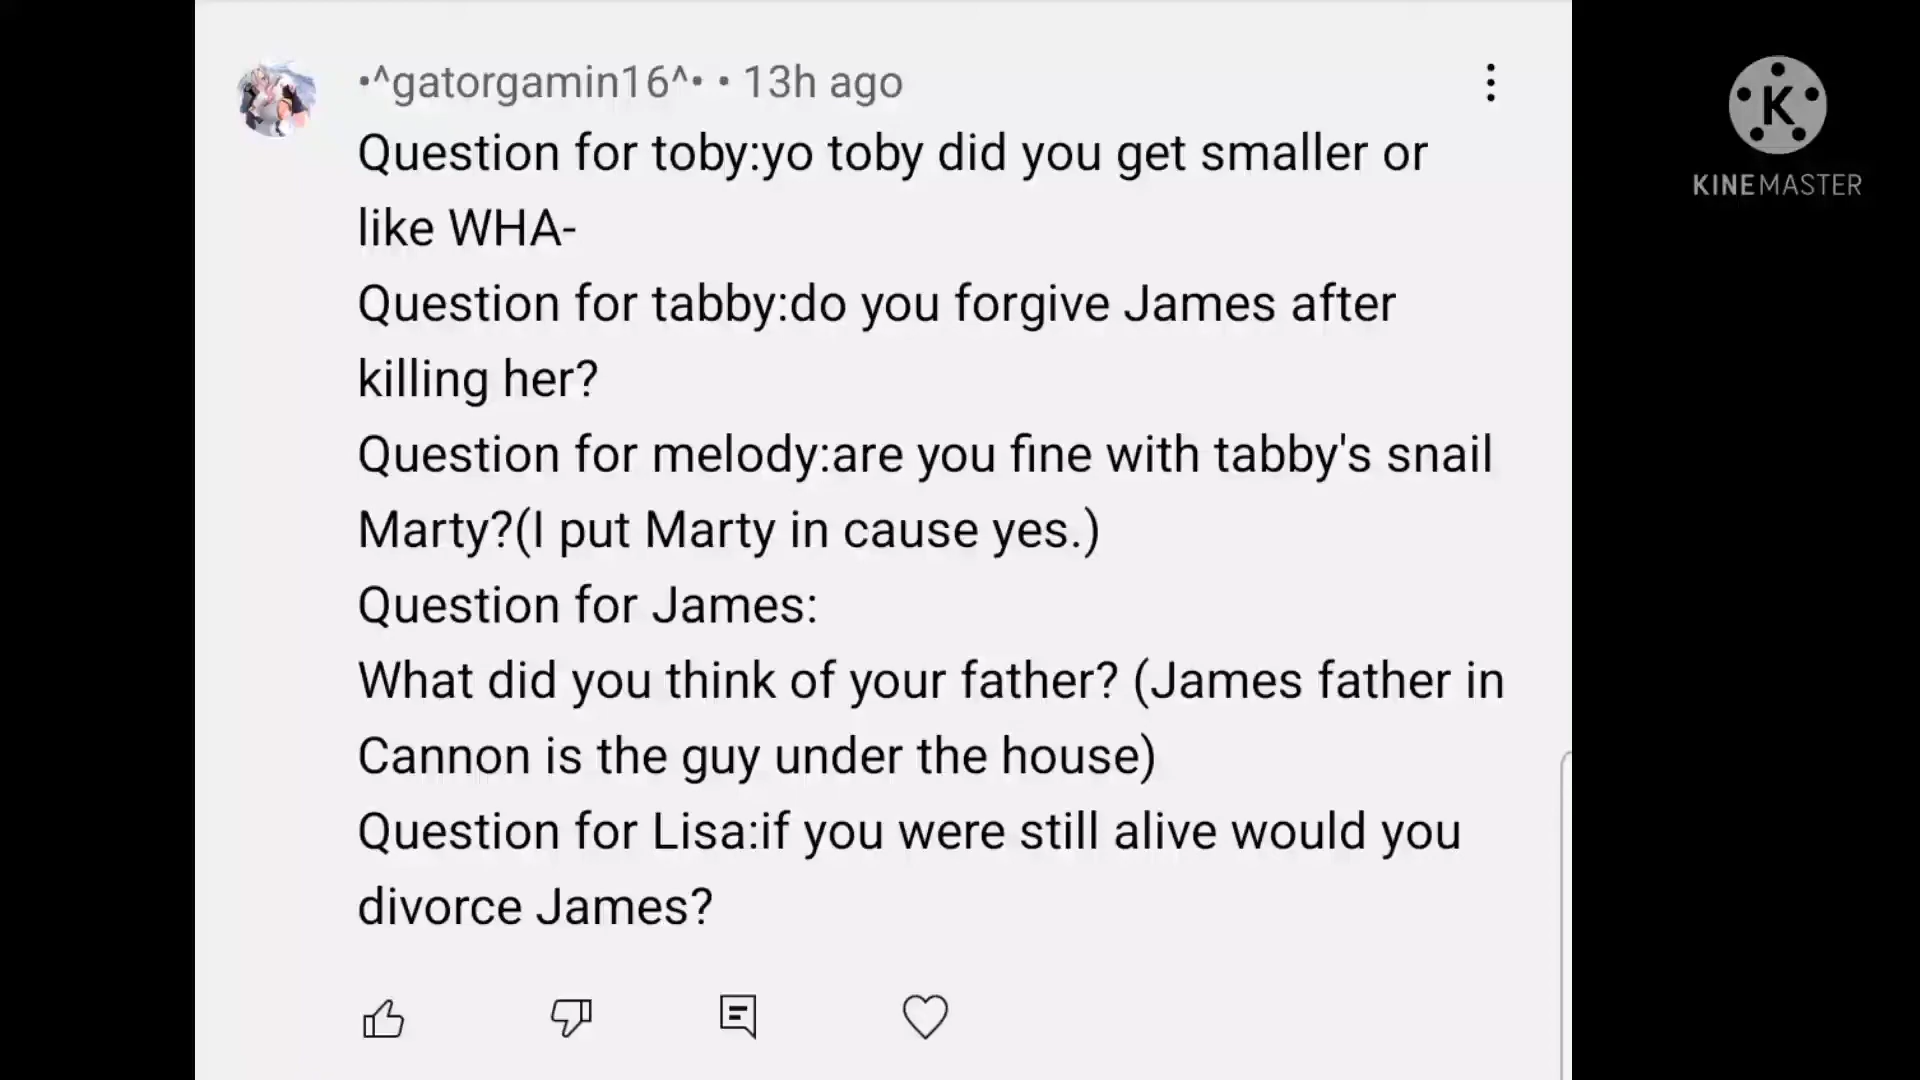 •^gatorgamin16^• • 13h ago
Question for toby:yo toby did you get smaller or
like WHA-
Question for tabby:do you forgive James after
killing her?
Question for melody:are you fine with tabby's snail
Marty?(I put Marty in cause yes.)
Question for James:
What did you think of your father? (James father in
Cannon is the guy under the house)
Question for Lisa:if you were still alive would you
divorce James?
K
KINEMASTER